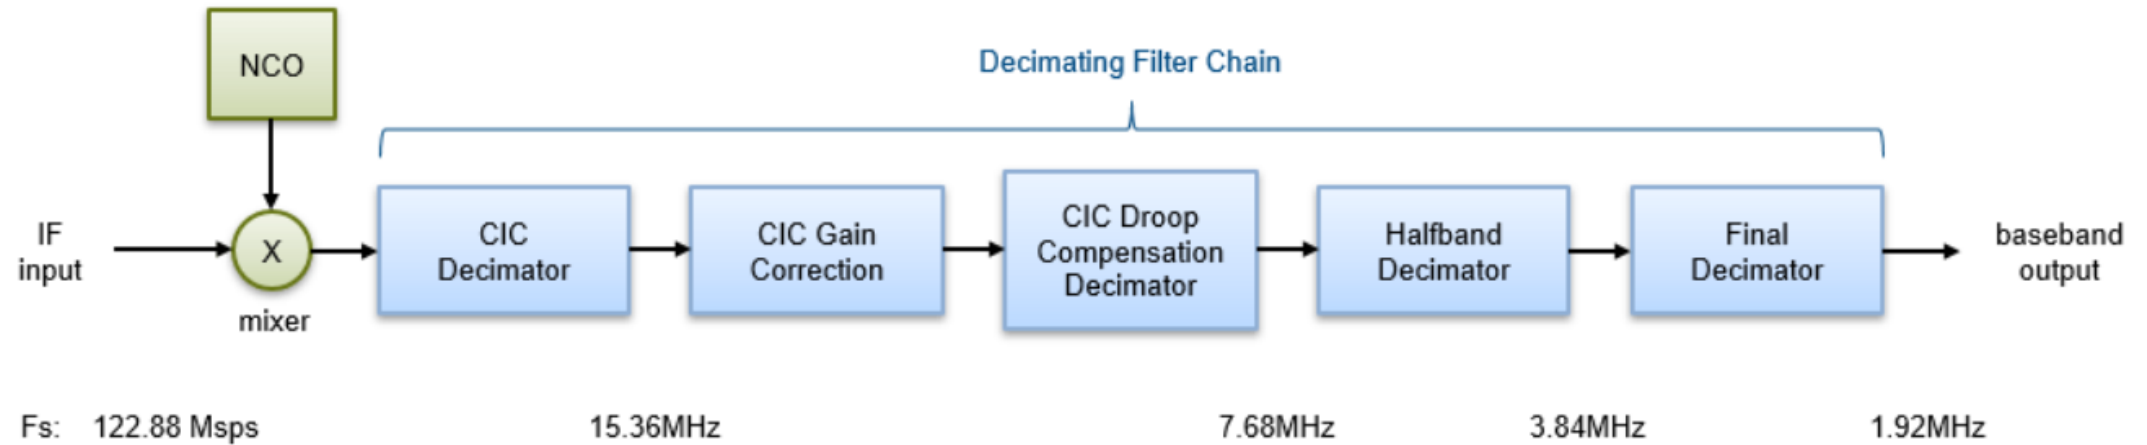 NCO
Decimating Filter Chain
IF
input
X
mixer
CIC
Decimator
CIC Gain
Correction
CIC Droop
Compensation
Decimator
Halfband
Decimator
Final
Decimator
baseband
output
Fs: 122.88 Msps 15.36MHz 7.68MHz 3.84MHz 1.92MHz